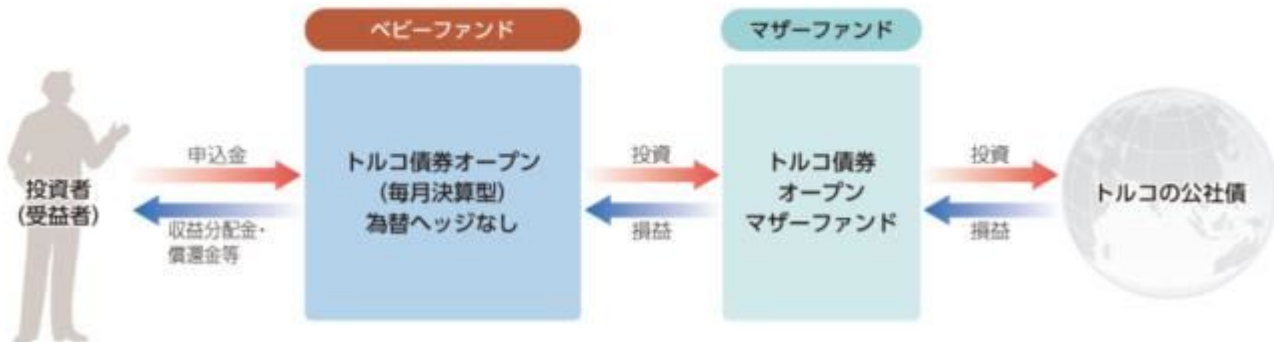 ベビーファンド
マザーファンド
投資者
(受益者)
申込金
収益分配金・
償還金等
トルコ債券オープン
(毎月決算型)
為替ヘッジなし
投資
損益
トルコ債券
オープン
マザーファンド
投資
損益
トルコの公社債